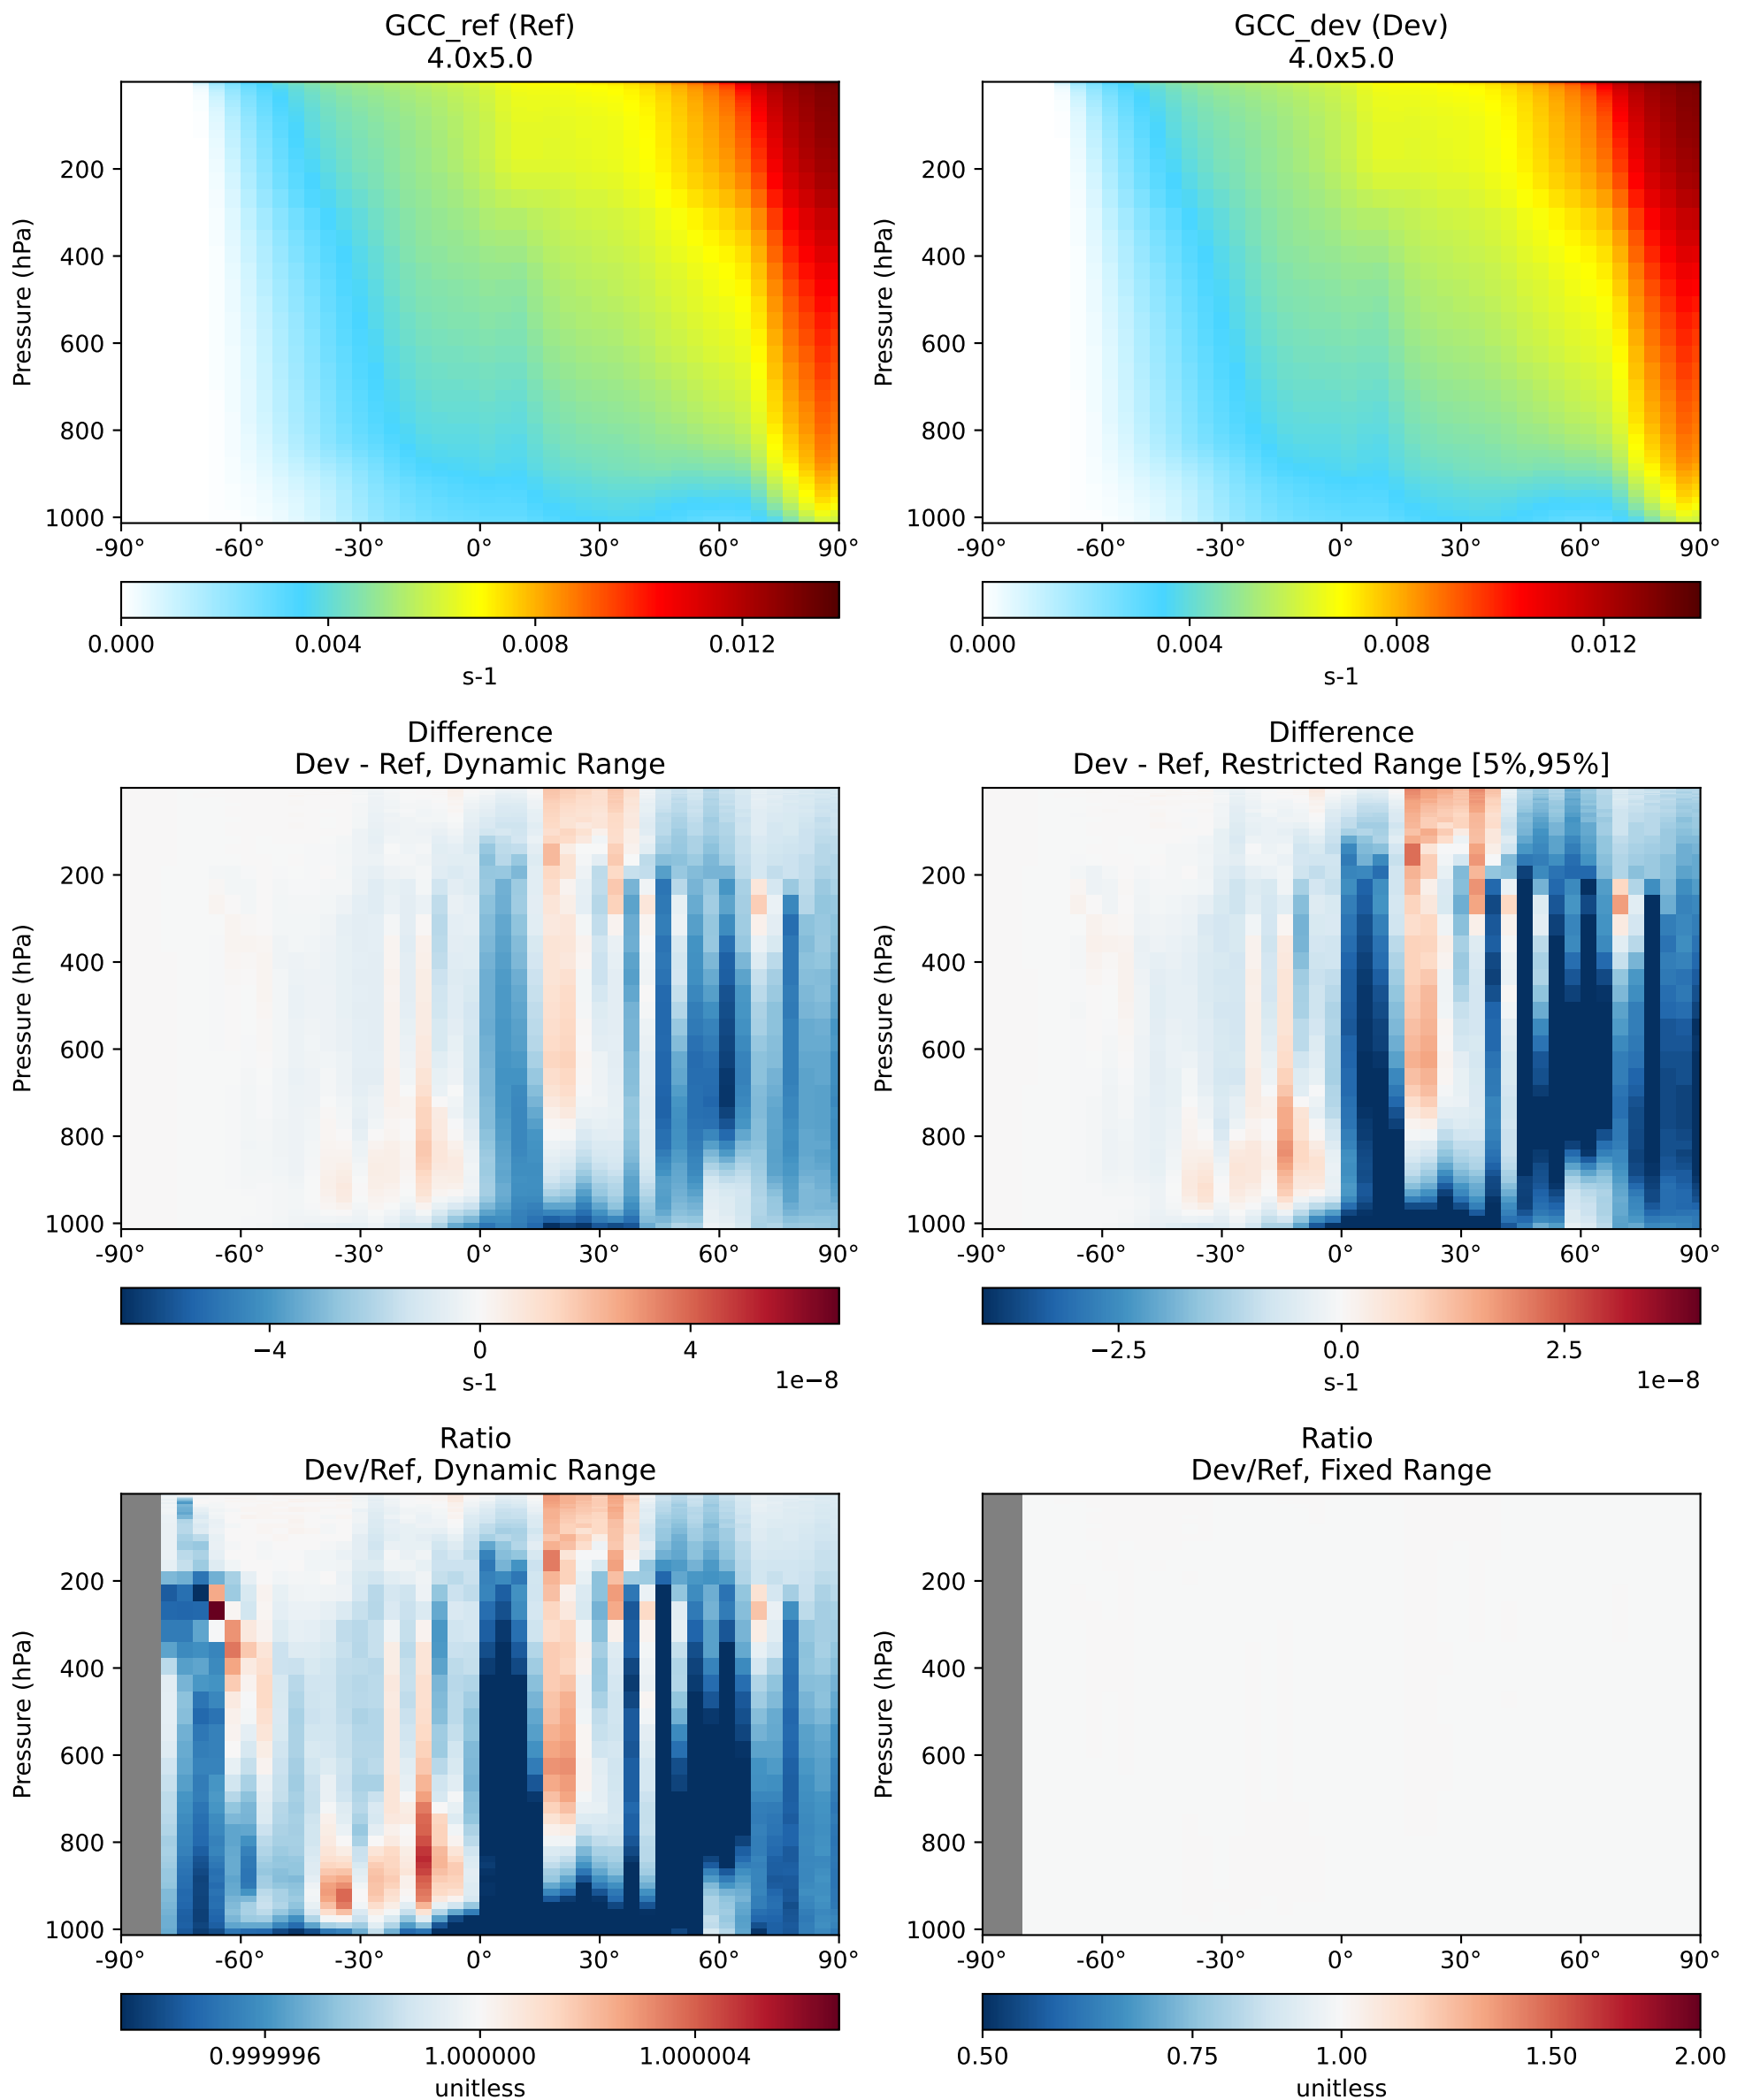 GCC_ref (Ref)
4.0x5.0
Pressure (hPa)
200
400
600
800
1000
-90° -60° -30° 0° 30° 60° 90°
0.000 0.004 0.008 0.012
s-1
GCC_dev (Dev)
4.0x5.0
Pressure (hPa)
200
400
600
800
1000
-90° -60° -30° 0° 30° 60° 90°
0.000 0.004 0.008 0.012
s-1
Difference
Dev - Ref, Dynamic Range
Pressure (hPa)
200
400
600
800
1000
-90° -60° -30° 0° 30° 60° 90°
−4 0 4
s-1 1e−8
Difference
Dev - Ref, Restricted Range [5%,95%]
Pressure (hPa)
200
400
600
800
1000
-90° -60° -30° 0° 30° 60° 90°
−2.5 0.0 2.5
s-1 1e−8
Ratio
Dev/Ref, Dynamic Range
Pressure (hPa)
200
400
600
800
1000
-90° -60° -30° 0° 30° 60° 90°
0.999996 1.000000 1.000004
unitless
Ratio
Dev/Ref, Fixed Range
Pressure (hPa)
200
400
600
800
1000
-90° -60° -30° 0° 30° 60° 90°
0.50 0.75 1.00 1.50 2.00
unitless